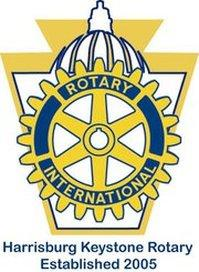 ROTARY
INTERNATIONAL
Harrisburg Keystone Rotary
Established 2005